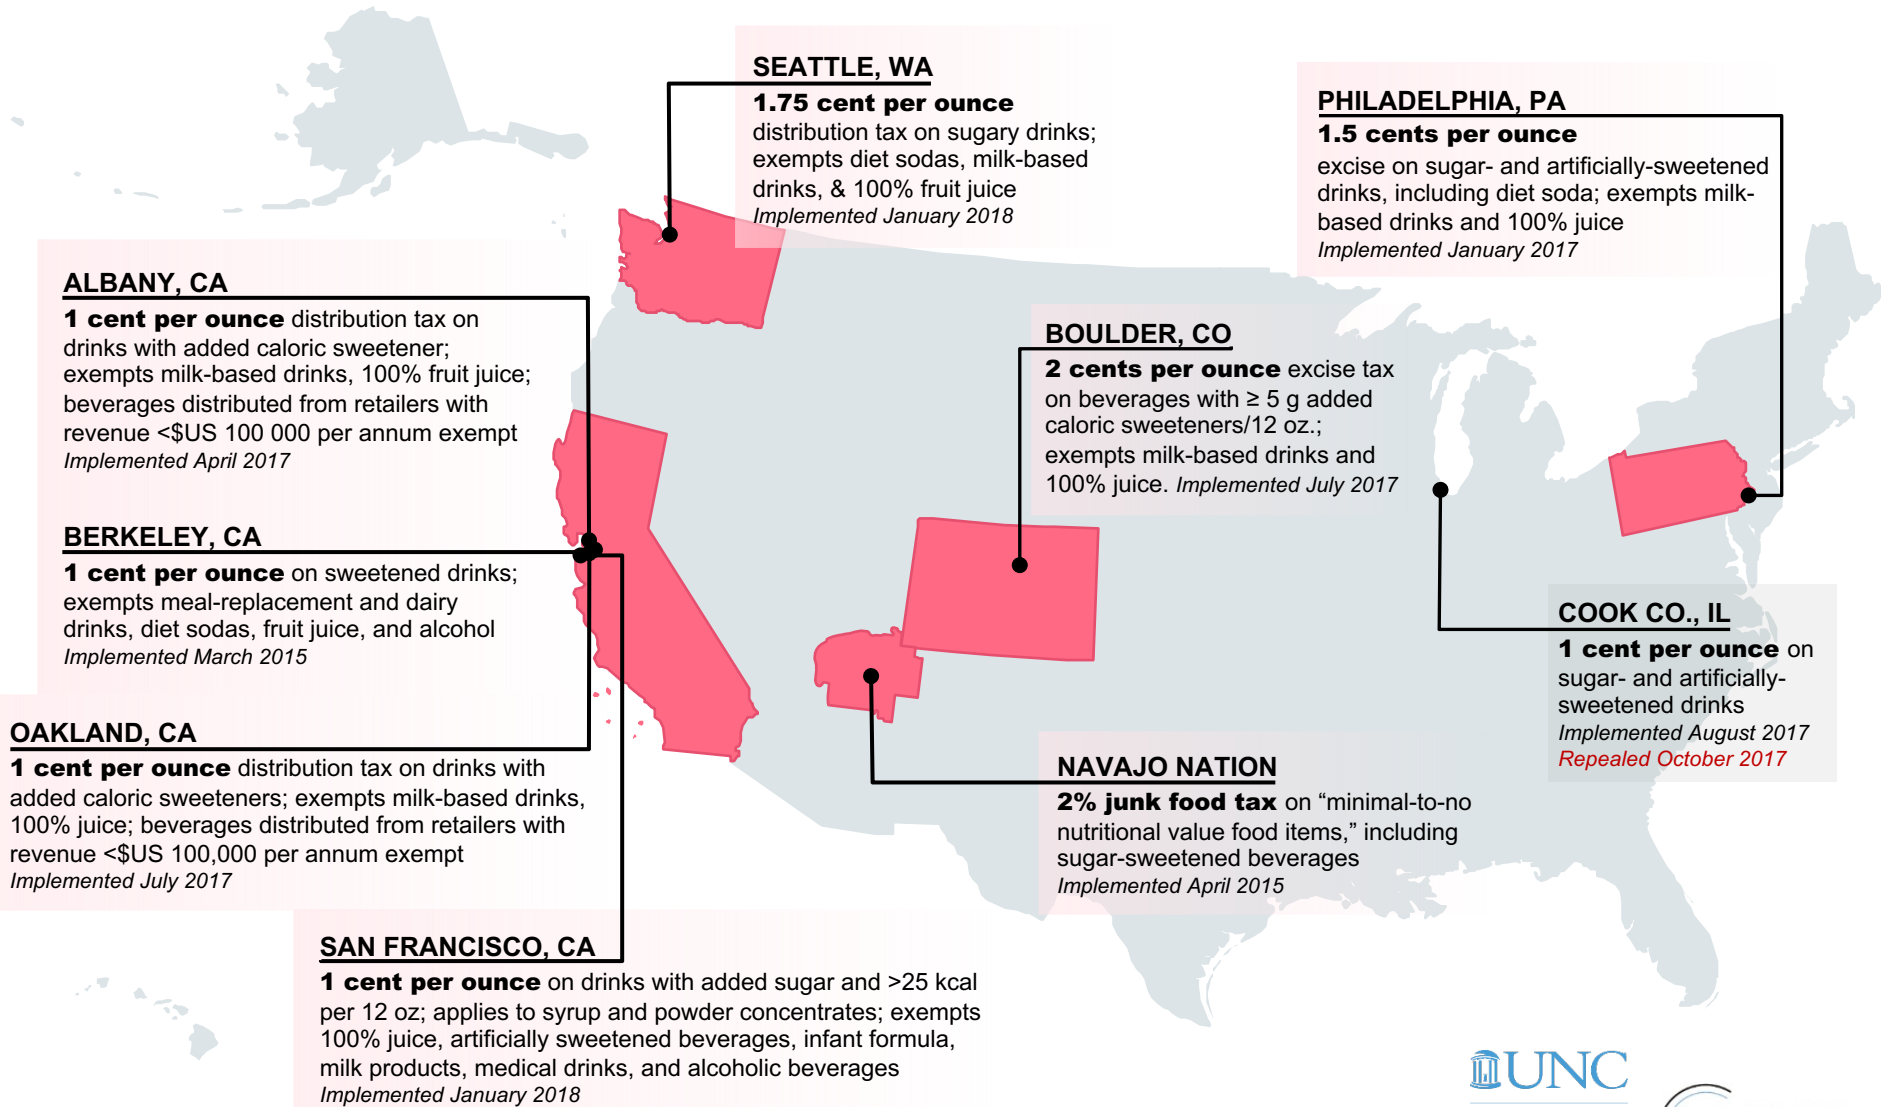 SEATTLE, WA
1.75 cent per ounce
distribution tax on sugary drinks;
exempts diet sodas, milk-based
drinks, & 100% fruit juice
Implemented January 2018
PHILADELPHIA, PA
1.5 cents per ounce
excise on sugar- and artificially-sweetened
drinks, including diet soda; exempts milk-
based drinks and 100% juice
Implemented January 2017
ALBANY, CA
1 cent per ounce distribution tax on
drinks with added caloric sweetener;
exempts milk-based drinks, 100% fruit juice;
beverages distributed from retailers with
revenue <$US 100 000 per annum exempt
Implemented April 2017
BOULDER, CO
2 cents per ounce excise tax
on beverages with ≥ 5 g added
caloric sweeteners/12 oz.;
exempts milk-based drinks and
100% juice. Implemented July 2017
BERKELEY, CA
1 cent per ounce on sweetened drinks;
exempts meal-replacement and dairy
drinks, diet sodas, fruit juice, and alcohol
Implemented March 2015
COOK CO., IL
1 cent per ounce on
sugar- and artificially-
sweetened drinks
Implemented August 2017
Repealed October 2017
OAKLAND, CA
1 cent per ounce distribution tax on drinks with
added caloric sweeteners; exempts milk-based drinks,
100% juice; beverages distributed from retailers with
revenue <$US 100,000 per annum exempt
Implemented July 2017
NAVAJO NATION
2% junk food tax on “minimal-to-no
nutritional value food items,” including
sugar-sweetened beverages
Implemented April 2015
SAN FRANCISCO, CA
1 cent per ounce on drinks with added sugar and >25 kcal
per 12 oz; applies to syrup and powder concentrates; exempts
100% juice, artificially sweetened beverages, infant formula,
milk products, medical drinks, and alcoholic beverages
Implemented January 2018
UNC